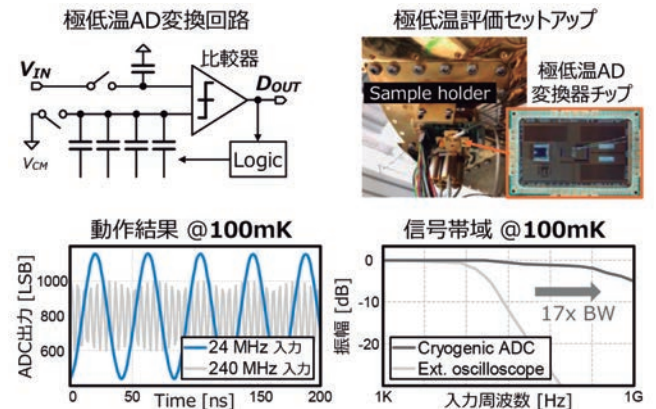 極低温AD変換回路
V_IN
比較器
D_OUT
V_CM
Logic
極低温評価セットアップ
Sample holder
極低温AD
変換器チップ
動作結果 @100mK
ADC出力 [LSB]
1000
800
600
24 MHz 入力
240 MHz 入力
0
50
100
150
200
Time [ns]
信号帯域 @100mK
振幅 [dB]
0
-10
-20
17x BW
Cryogenic ADC
Ext. oscilloscope
1K
1G
入力周波数 [Hz]